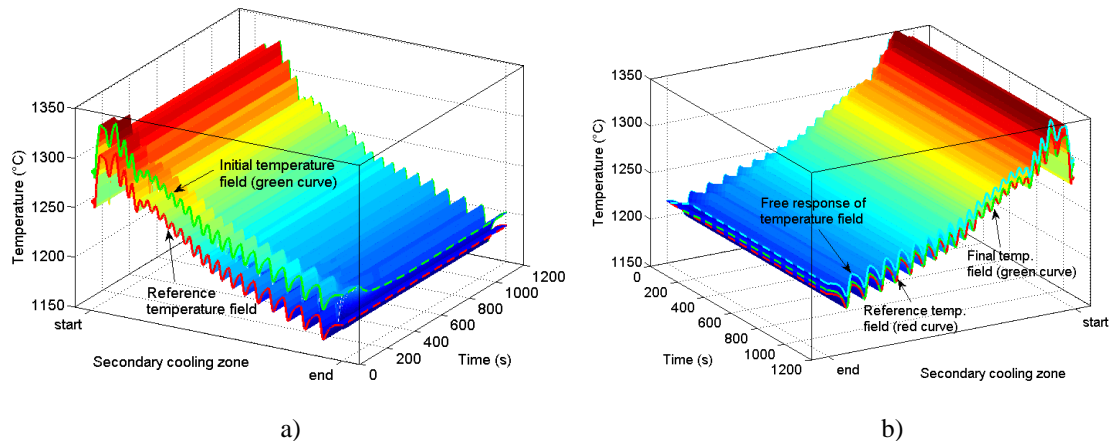 1350
1300
1250
1200
1150
Temperature (°C)
Initial temperature
field (green curve)
Reference
temperature field
start
Secondary cooling zone
end
0
200
400
600
800
1000
1200
Time (s)
a)
1350
1300
1250
1200
1150
Temperature (°C)
Free response of
temperature field
Final temp.
field (green curve)
Reference temp.
field (red curve)
0
200
400
600
800
1000
1200
Time (s)
end
Secondary cooling zone
start
b)